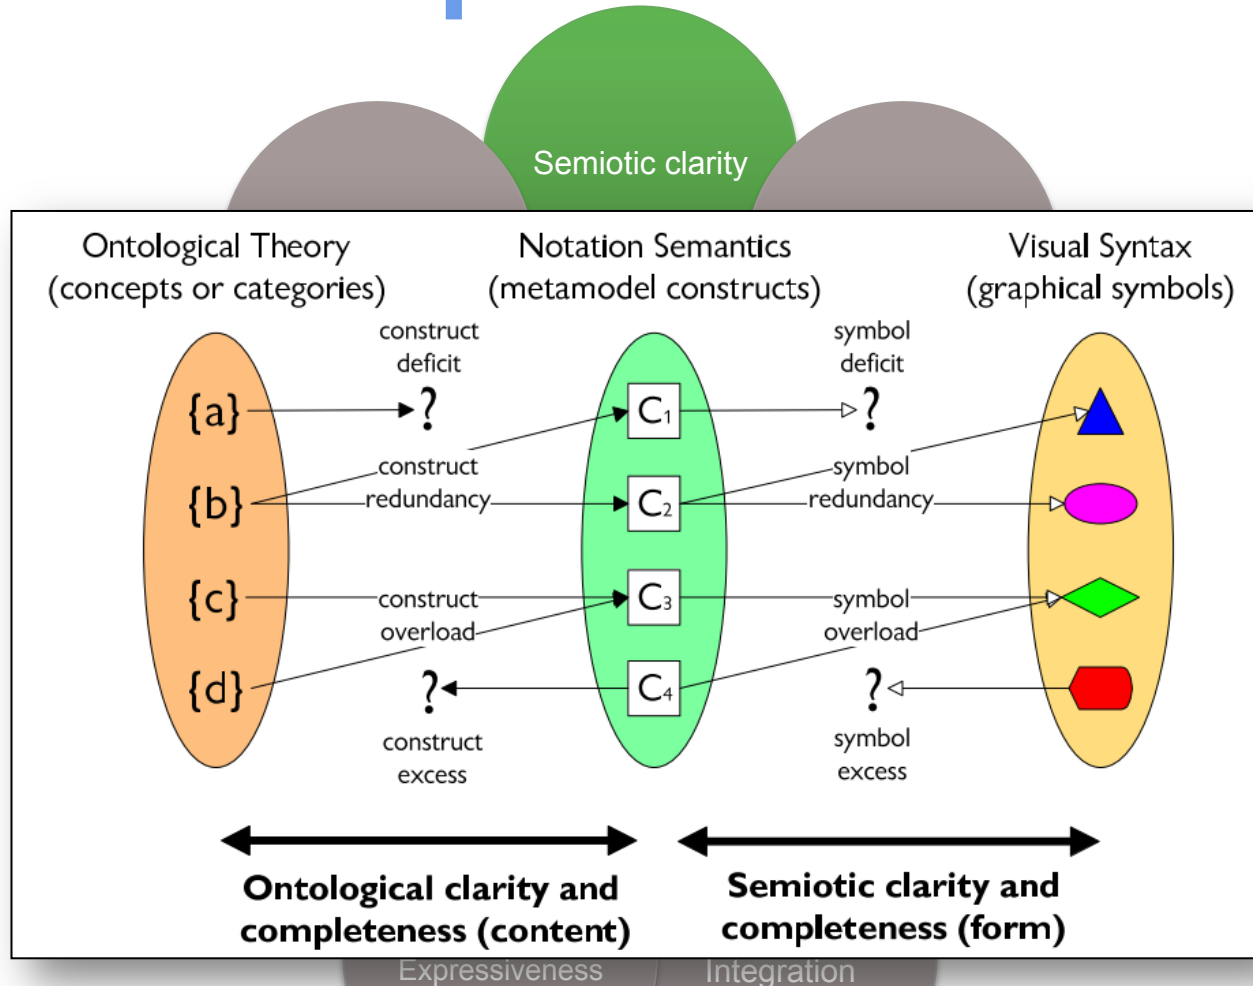 Semiotic clarity
Ontological Theory
(concepts or categories)
Notation Semantics
(metamodel constructs)
Visual Syntax
(graphical symbols)
construct
deficit
symbol
deficit
{a}
?
C1
?
construct
redundancy
symbol
redundancy
{b}
C2
{c}
construct
overload
C3
symbol
overload
{d}
?
C4
?
construct
excess
symbol
excess
Ontological clarity and
completeness (content)
Semiotic clarity and
completeness (form)
Expressiveness
Integration